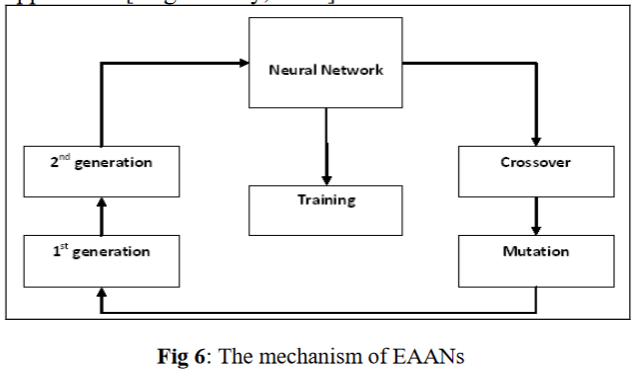 Neural Network
2nd generation
Crossover
Training
1st generation
Mutation
Fig 6: The mechanism of EAANs